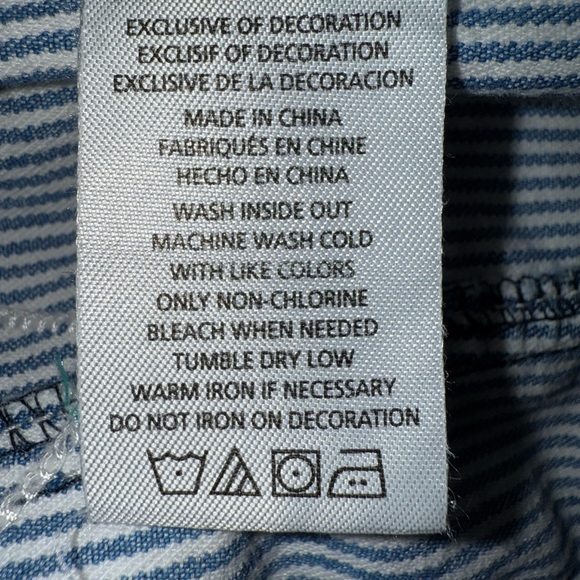 EXCLUSIVE OF DECORATION
EXCLISIF OF DECORATION
EXCLISIVE DE LA DECORACION
MADE IN CHINA
FABRIQUÉS EN CHINE
HECHO EN CHINA
WASH INSIDE OUT
MACHINE WASH COLD
WITH LIKE COLORS
ONLY NON-CHLORINE
BLEACH WHEN NEEDED
TUMBLE DRY LOW
WARM IRON IF NECESSARY
DO NOT IRON ON DECORATION